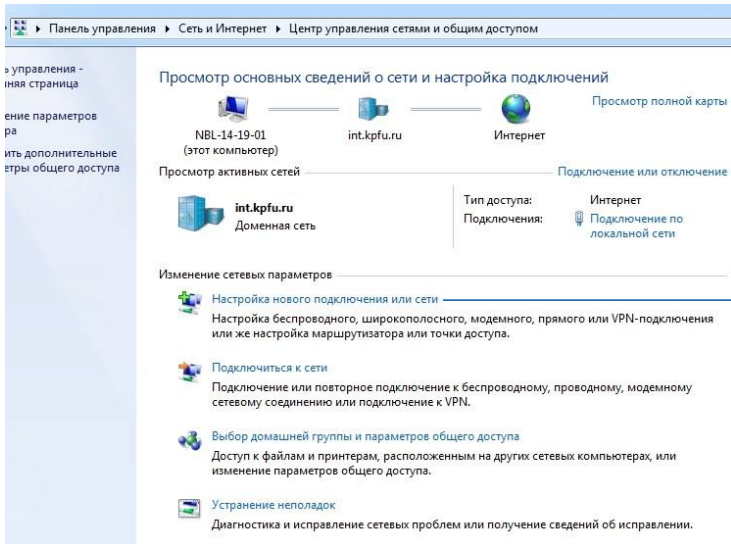 Панель управления ▸ Сеть и Интернет ▸ Центр управления сетями и общим доступом
управления -
страница
параметров
дополнительные
общего доступа
Просмотр основных сведений о сети и настройка подключений
NBL-14-19-01
(этот компьютер)
int.kpfu.ru
Интернет
Просмотр полной карты
Просмотр активных сетей
Подключение или отключение
int.kpfu.ru
Доменная сеть
Тип доступа: Интернет
Подключения: Подключение по
локальной сети
Изменение сетевых параметров
Настройка нового подключения или сети
Настройка беспроводного, широкополосного, модемного, прямого или VPN-подключения
или же настройка маршрутизатора или точки доступа.
Подключиться к сети
Подключение или повторное подключение к беспроводному, проводному, модемному
сетевому соединению или подключение к VPN.
Выбор домашней группы и параметров общего доступа
Доступ к файлам и принтерам, расположенным на других сетевых компьютерах, или
изменение параметров общего доступа.
Устранение неполадок
Диагностика и исправление сетевых проблем или получение сведений об исправлении.